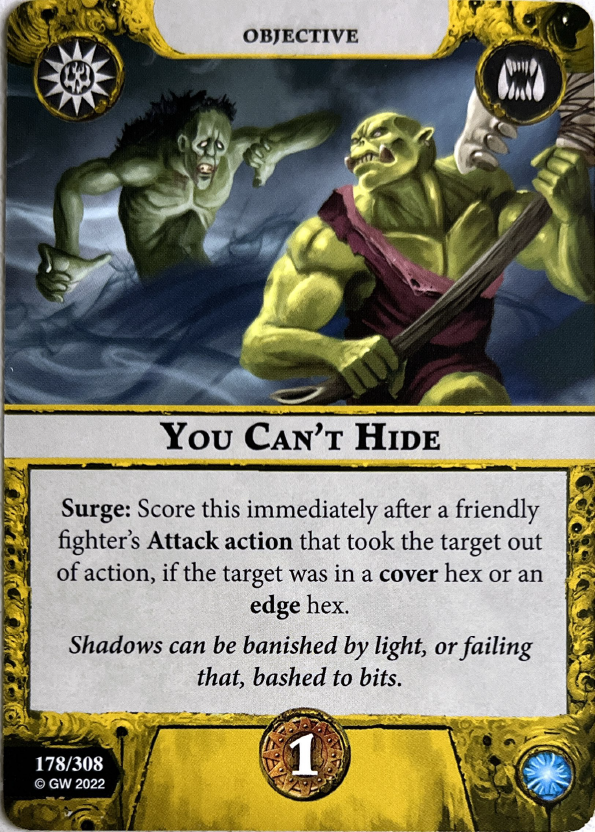 OBJECTIVE
YOU CAN'T HIDE
Surge: Score this immediately after a friendly
fighter's Attack action that took the target out
of action, if the target was in a cover hex or an
edge hex.
Shadows can be banished by light, or failing
that, bashed to bits.
1
178/308
© GW 2022